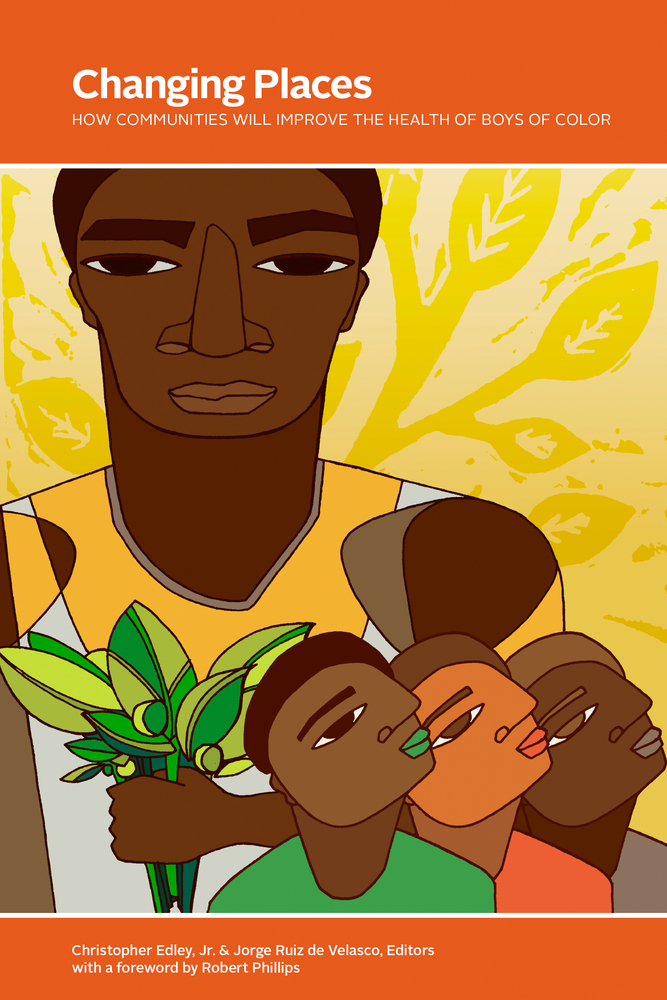 Changing Places
HOW COMMUNITIES WILL IMPROVE THE HEALTH OF BOYS OF COLOR
Christopher Edley, Jr. & Jorge Ruiz de Velasco, Editors
with a foreword by Robert Phillips